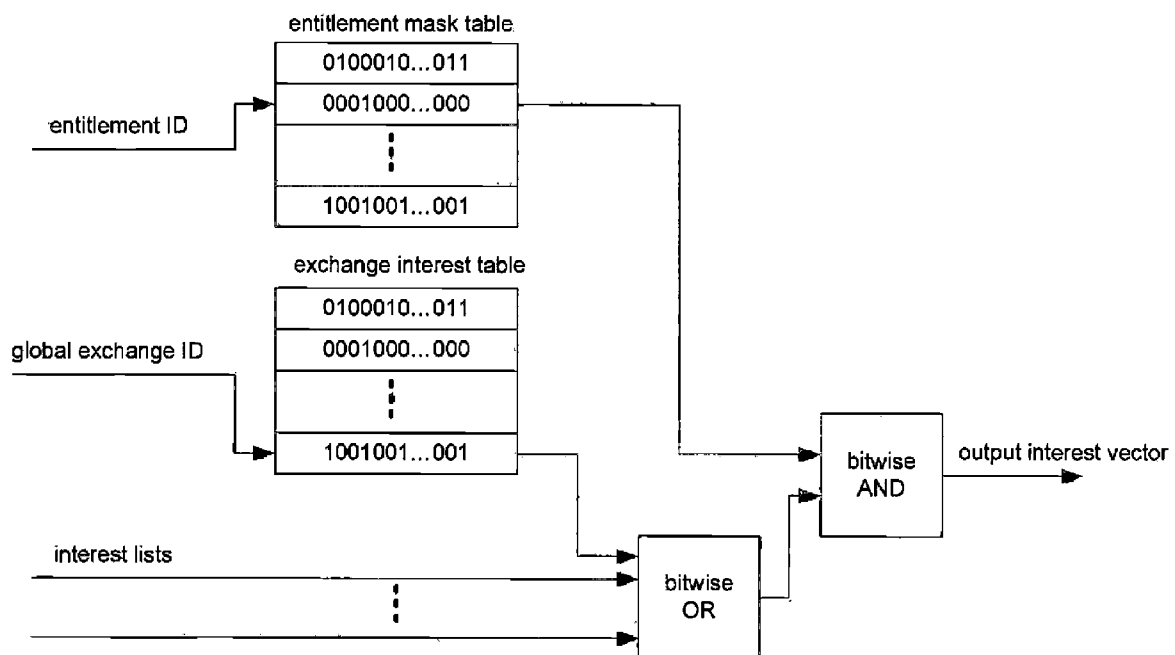 entitlement mask table
0100010...011
0001000...000
entitlement ID
1001001...001
exchange interest table
0100010...011
global exchange ID
0001000...000
1001001...001
bitwise
AND
output interest vector
interest lists
bitwise
OR